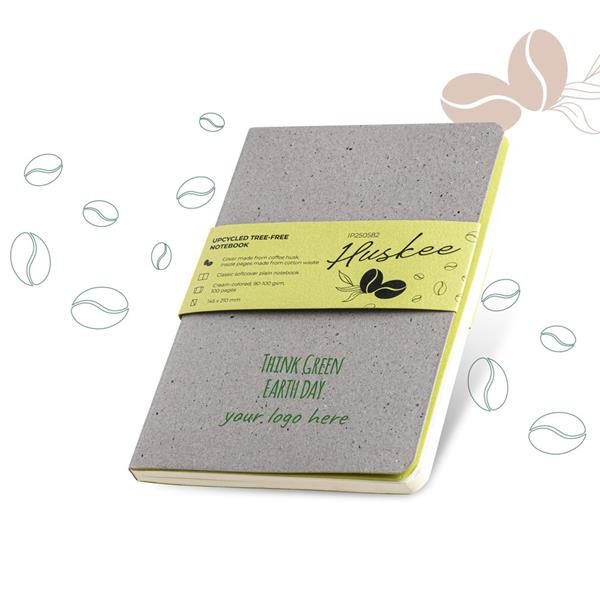 UPCYCLED TREE-FREE
NOTEBOOK
Cover made from coffee husk,
inside pages made from cotton waste
Classic softcover plain notebook
Cream-colored, 90-100 gsm,
100 pages
145 x 210 mm
IP250582
Huskee
THINK GREEN
EARTH DAY
your logo here